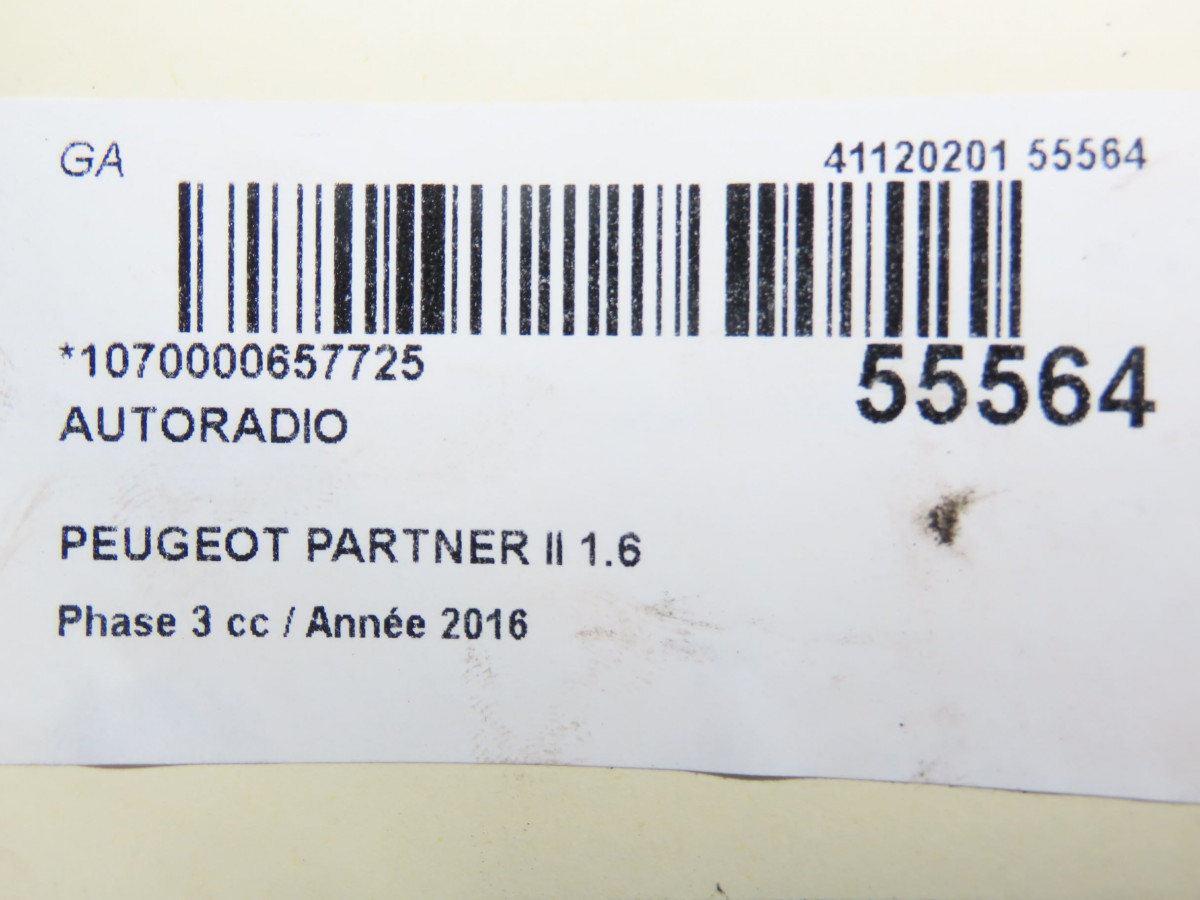 GA
41120201 55564
*1070000657725
55564
AUTORADIO
PEUGEOT PARTNER II 1.6
Phase 3 cc / Année 2016